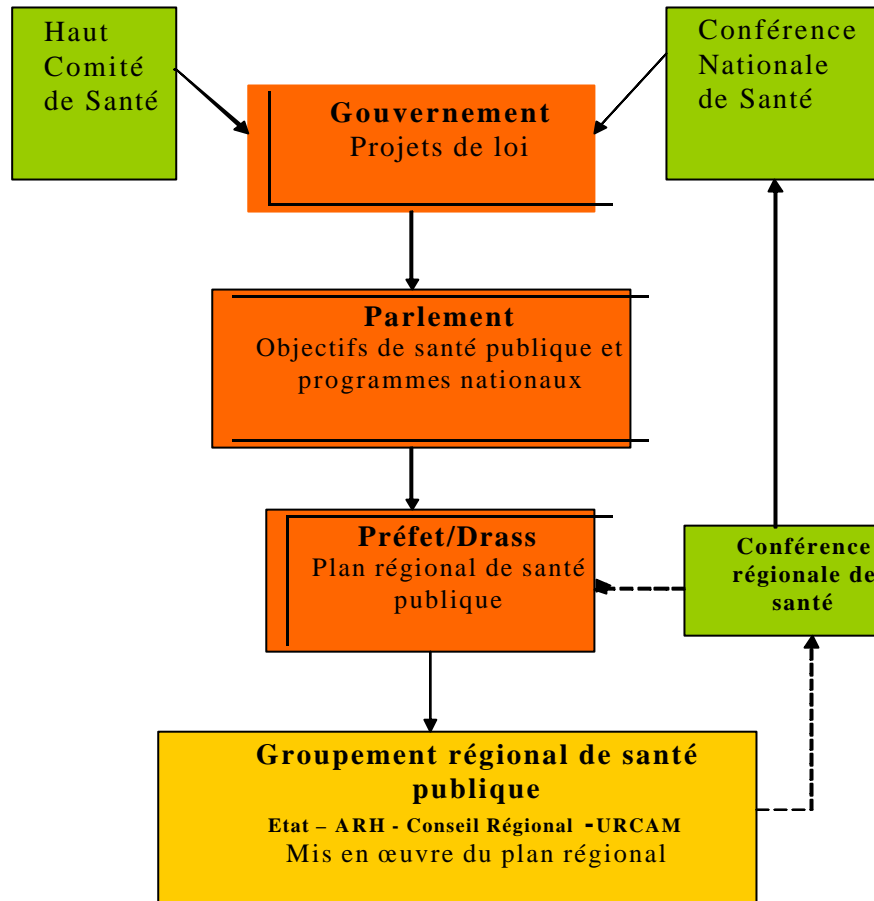 Haut
Comité
de Santé
Conférence
Nationale
de Santé
Gouvernement
Projets de loi
Parlement
Objectifs de santé publique et
programmes nationaux
Préfet/Drass
Plan régional de santé
publique
Conférence
régionale de
santé
Groupement régional de santé
publique
Etat – ARH - Conseil Régional -URCAM
Mis en œuvre du plan régional